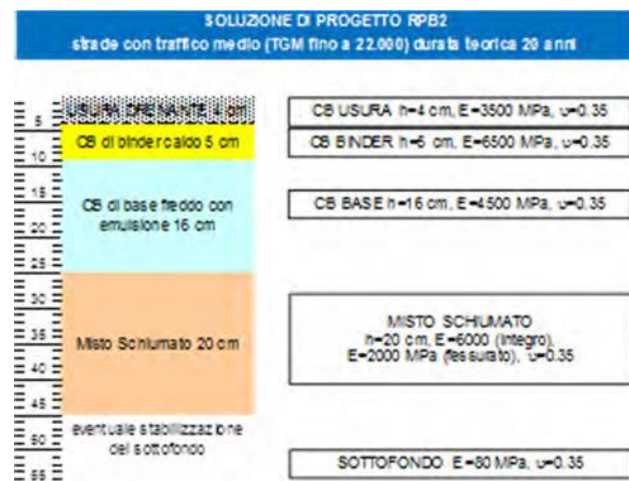 SOLUZIONE DI PROGETTO RPB2
strade con traffico medio (TGM fino a 22.000) durata teorica 20 anni
USURA DRENANTE 4 cm
CB USURA h=4 cm, E=3500 MPa, υ=0.35
5
CB di binder caldo 5 cm
CB BINDER h=5 cm, E=6500 MPa, υ=0.35
10
15
CB di base freddo con
emulsione 16 cm
CB BASE h=16 cm, E=4500 MPa, υ=0.35
20
25
30
MISTO SCHIUMATO
h=20 cm, E=6000 (integro),
E=2000 MPa (fessurato), υ=0.35
35
Misto Schiumato 20 cm
40
45
eventuale stabilizzazione
del sottofondo
50
SOTTOFONDO E=80 MPa, υ=0.35
55